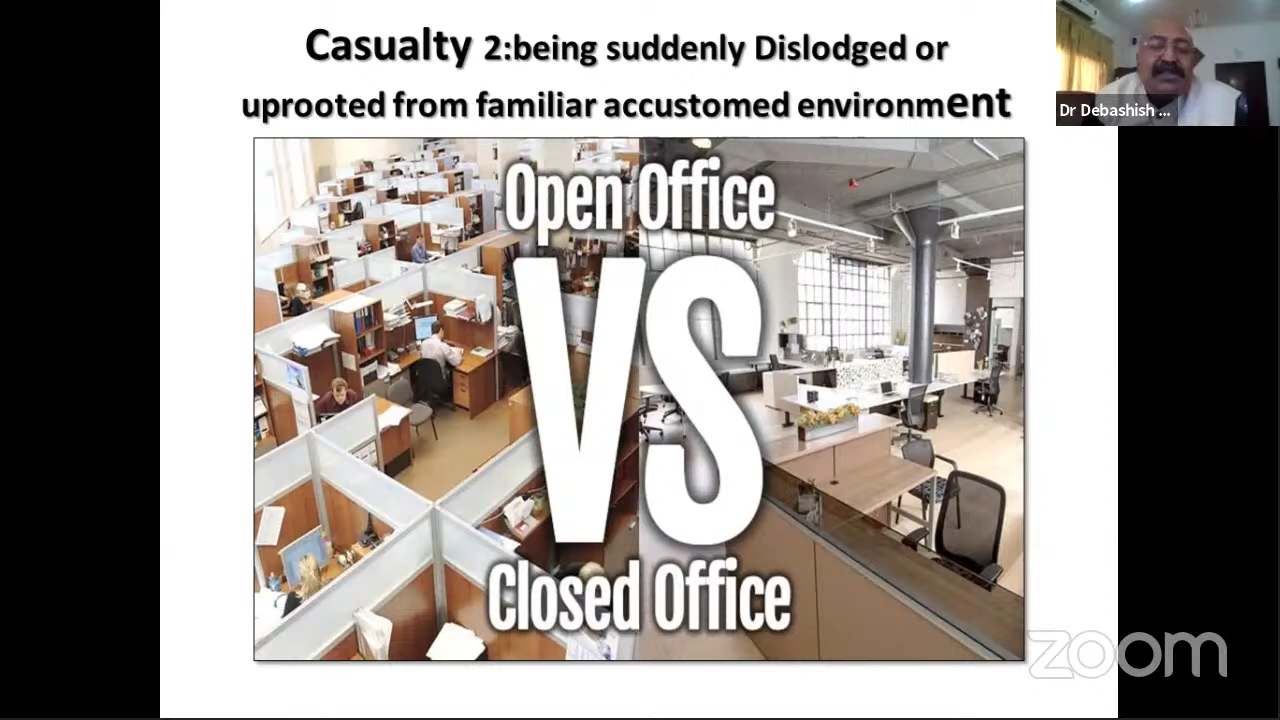 Casualty 2:being suddenly Dislodged or
uprooted from familiar accustomed environment
Dr Debashish ...
Open Office
VS
Closed Office
zoom